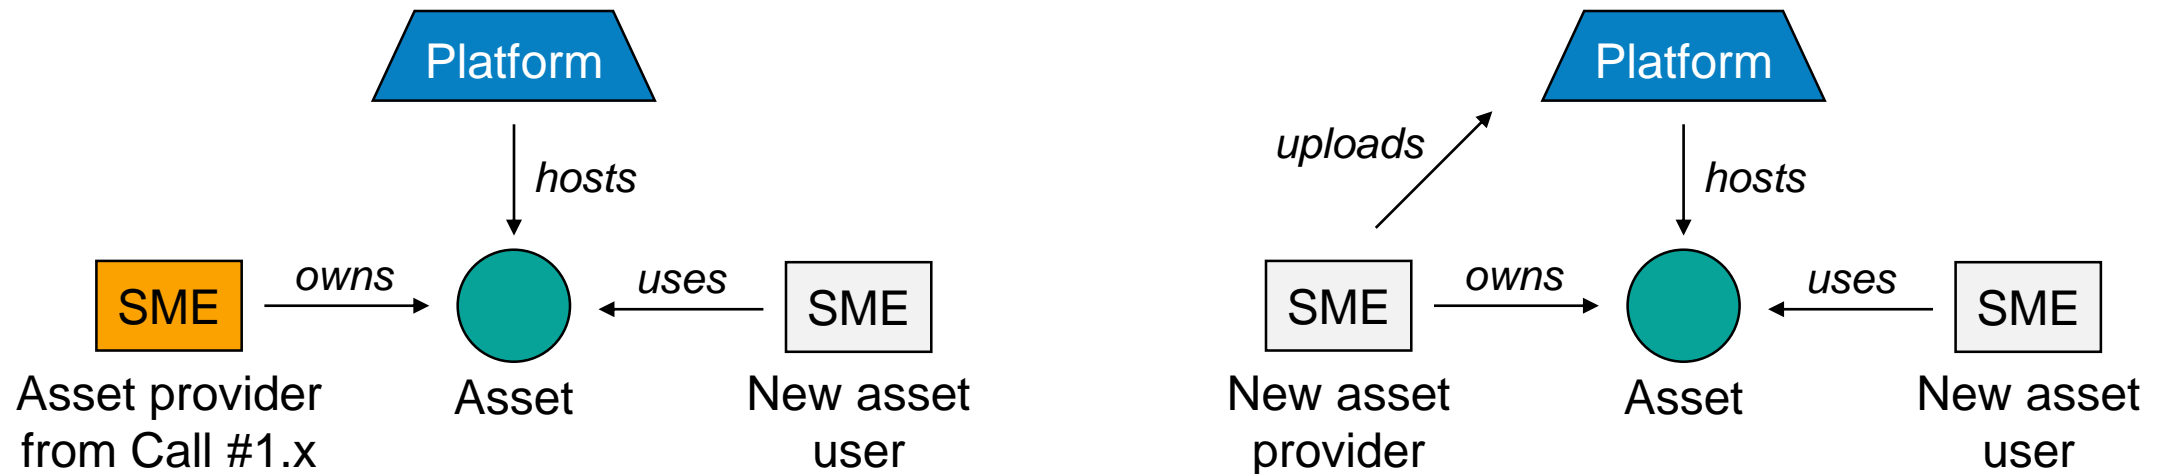 Platform
hosts
owns
uses
SME
SME
Asset provider
from Call #1.x
Asset
New asset
user
Platform
uploads
hosts
owns
uses
SME
SME
New asset
provider
Asset
New asset
user